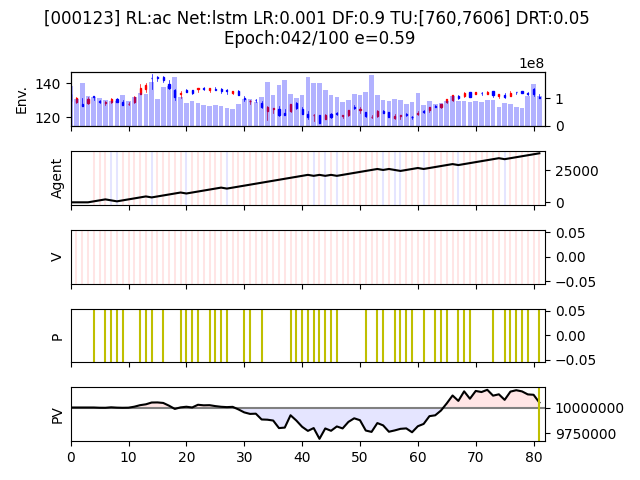 [000123] RL:ac Net:lstm LR:0.001 DF:0.9 TU:[760,7606] DRT:0.05
Epoch:042/100 e=0.59
1e8
Env.
140
120
1
0
Agent
25000
0
V
0.05
0.00
−0.05
P
0.05
0.00
−0.05
PV
10000000
9750000
0 10 20 30 40 50 60 70 80